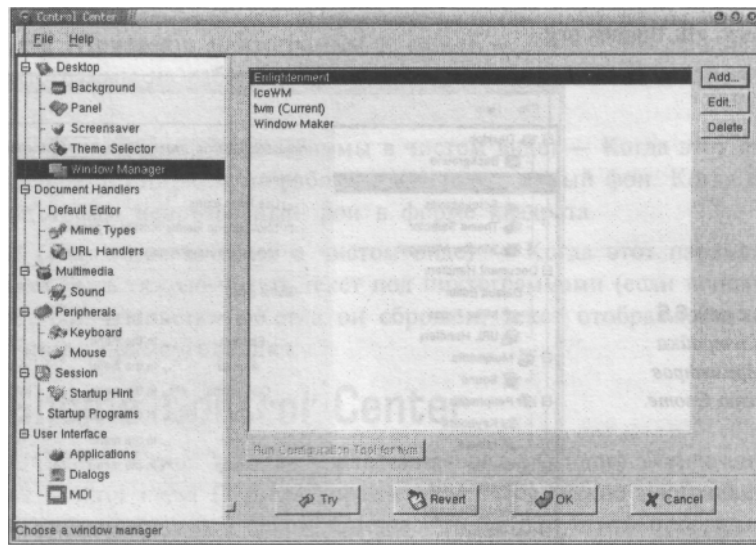 Control Center
File Help
Desktop
Background
Panel
Screensaver
Theme Selector
Window Manager
Document Handlers
Default Editor
Mime Types
URL Handlers
Multimedia
Sound
Peripherals
Keyboard
Mouse
Session
Startup Hint
Startup Programs
User Interface
Applications
Dialogs
MDI
Enlightenment
IceWM
twm (Current)
Window Maker
Add...
Edit...
Delete
Run Configuration Tool for twm
Try
Revert
OK
Cancel
Choose a window manager